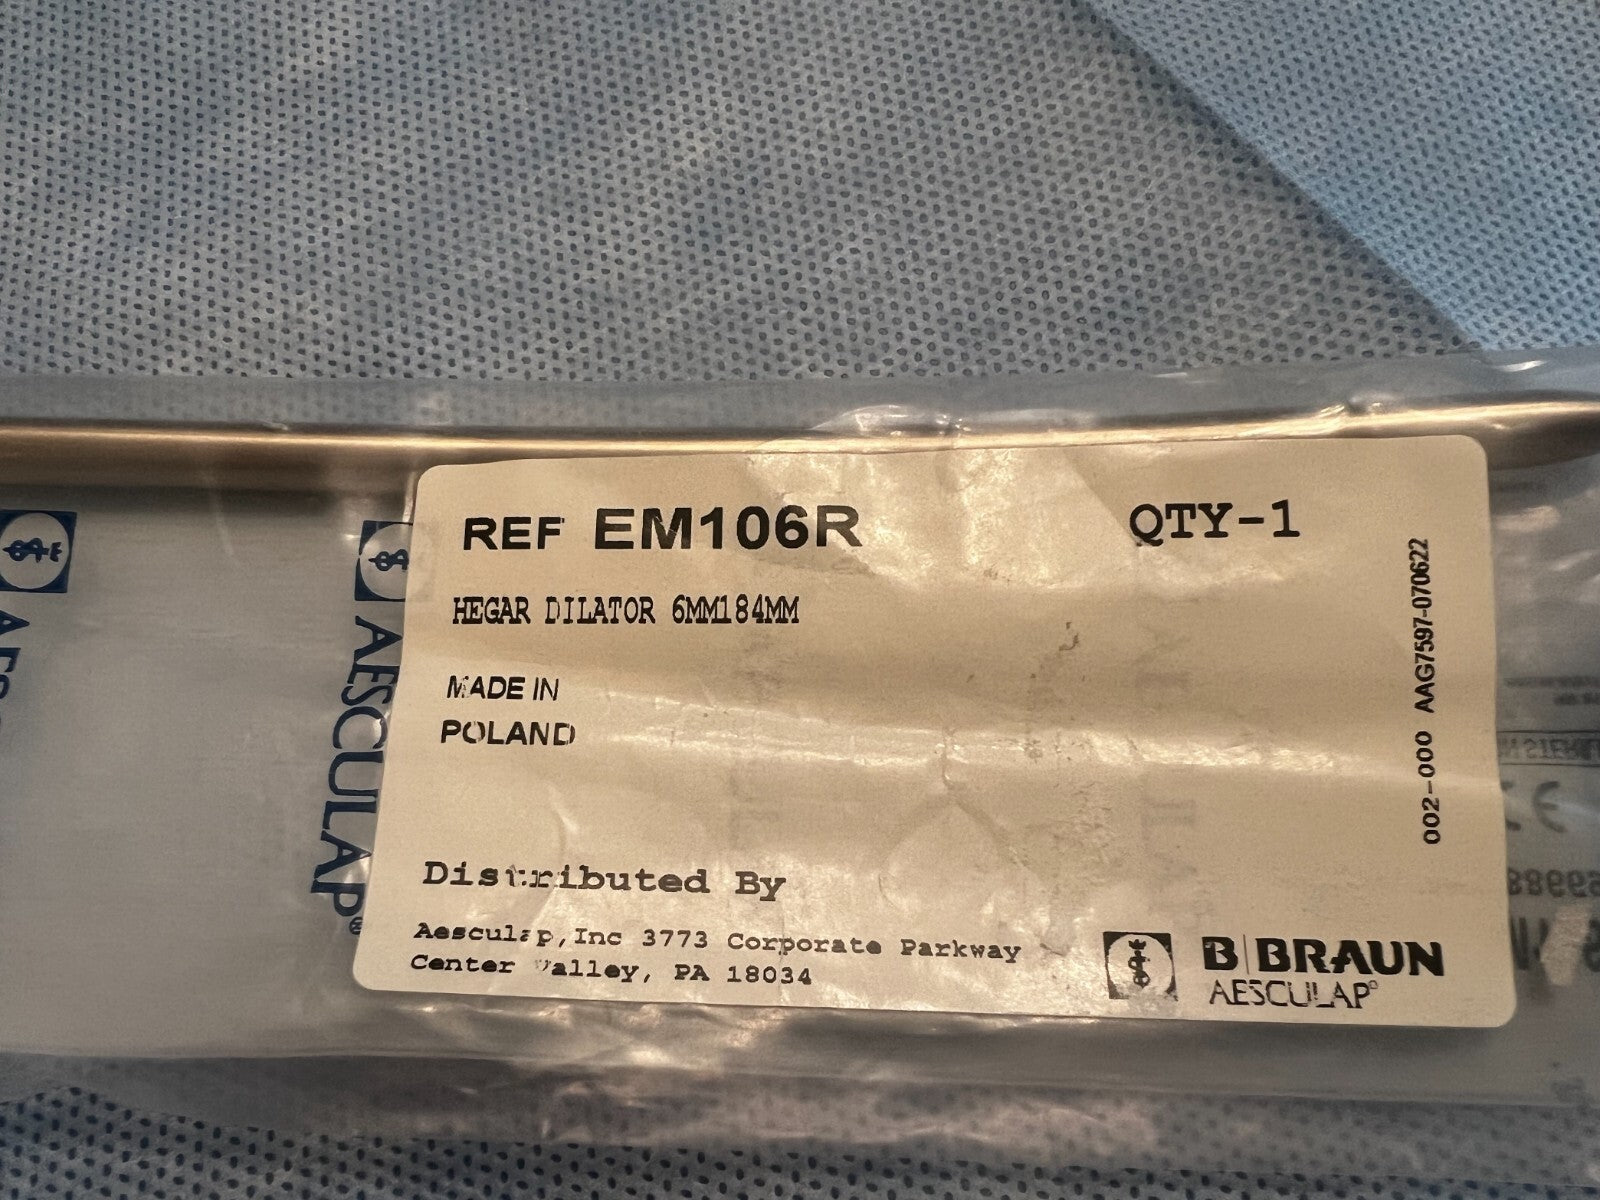 REF EM106R
QTY-1
HEGAR DILATOR 6MM184MM
MADE IN
POLAND
Distributed By
Aesculap, Inc 3773 Corporate Parkway
Center Valley, PA 18034
B BRAUN
AESCULAP®
002-000 AAG7597-070622
AESCULAP®